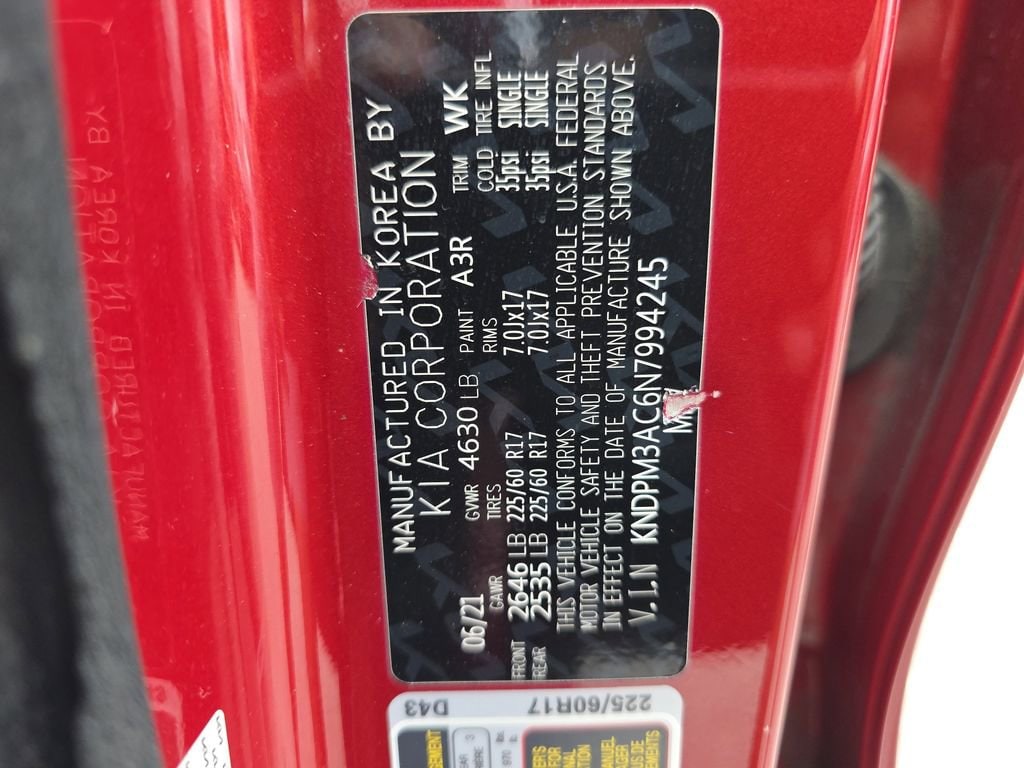 MANUFACTURED IN KOREA BY
KIA CORPORATION
06/21 GVWR 4630 LB PAINT A3R TRIM WK
GAWR TIRES RIMS COLD TIRE INFL
FRONT 2646 LB 225/60 R17 7.0Jx17 35psi SINGLE
REAR 2535 LB 225/60 R17 7.0Jx17 35psi SINGLE
THIS VEHICLE CONFORMS TO ALL APPLICABLE U.S.A. FEDERAL
MOTOR VEHICLE SAFETY AND THEFT PREVENTION STANDARDS
IN EFFECT ON THE DATE OF MANUFACTURE SHOWN ABOVE.
V.I.N KNDPM3AC6N7994245
D43
225/60R17